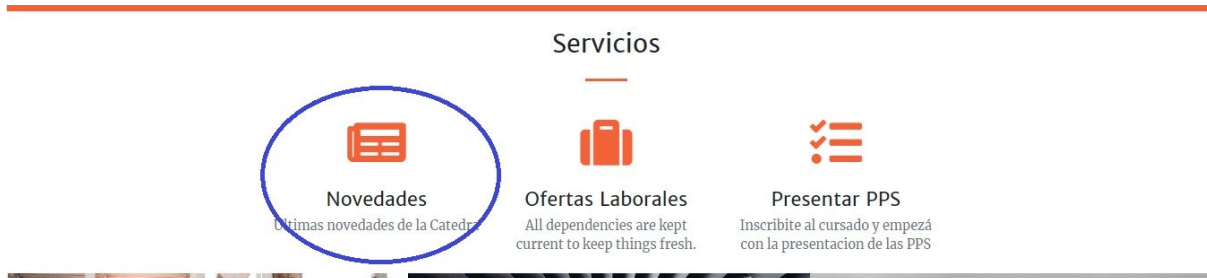 Servicios
Novedades
Ultimas novedades de la Catedra
Ofertas Laborales
All dependencies are kept
current to keep things fresh.
Presentar PPS
Inscribite al cursado y empezá
con la presentacion de las PPS